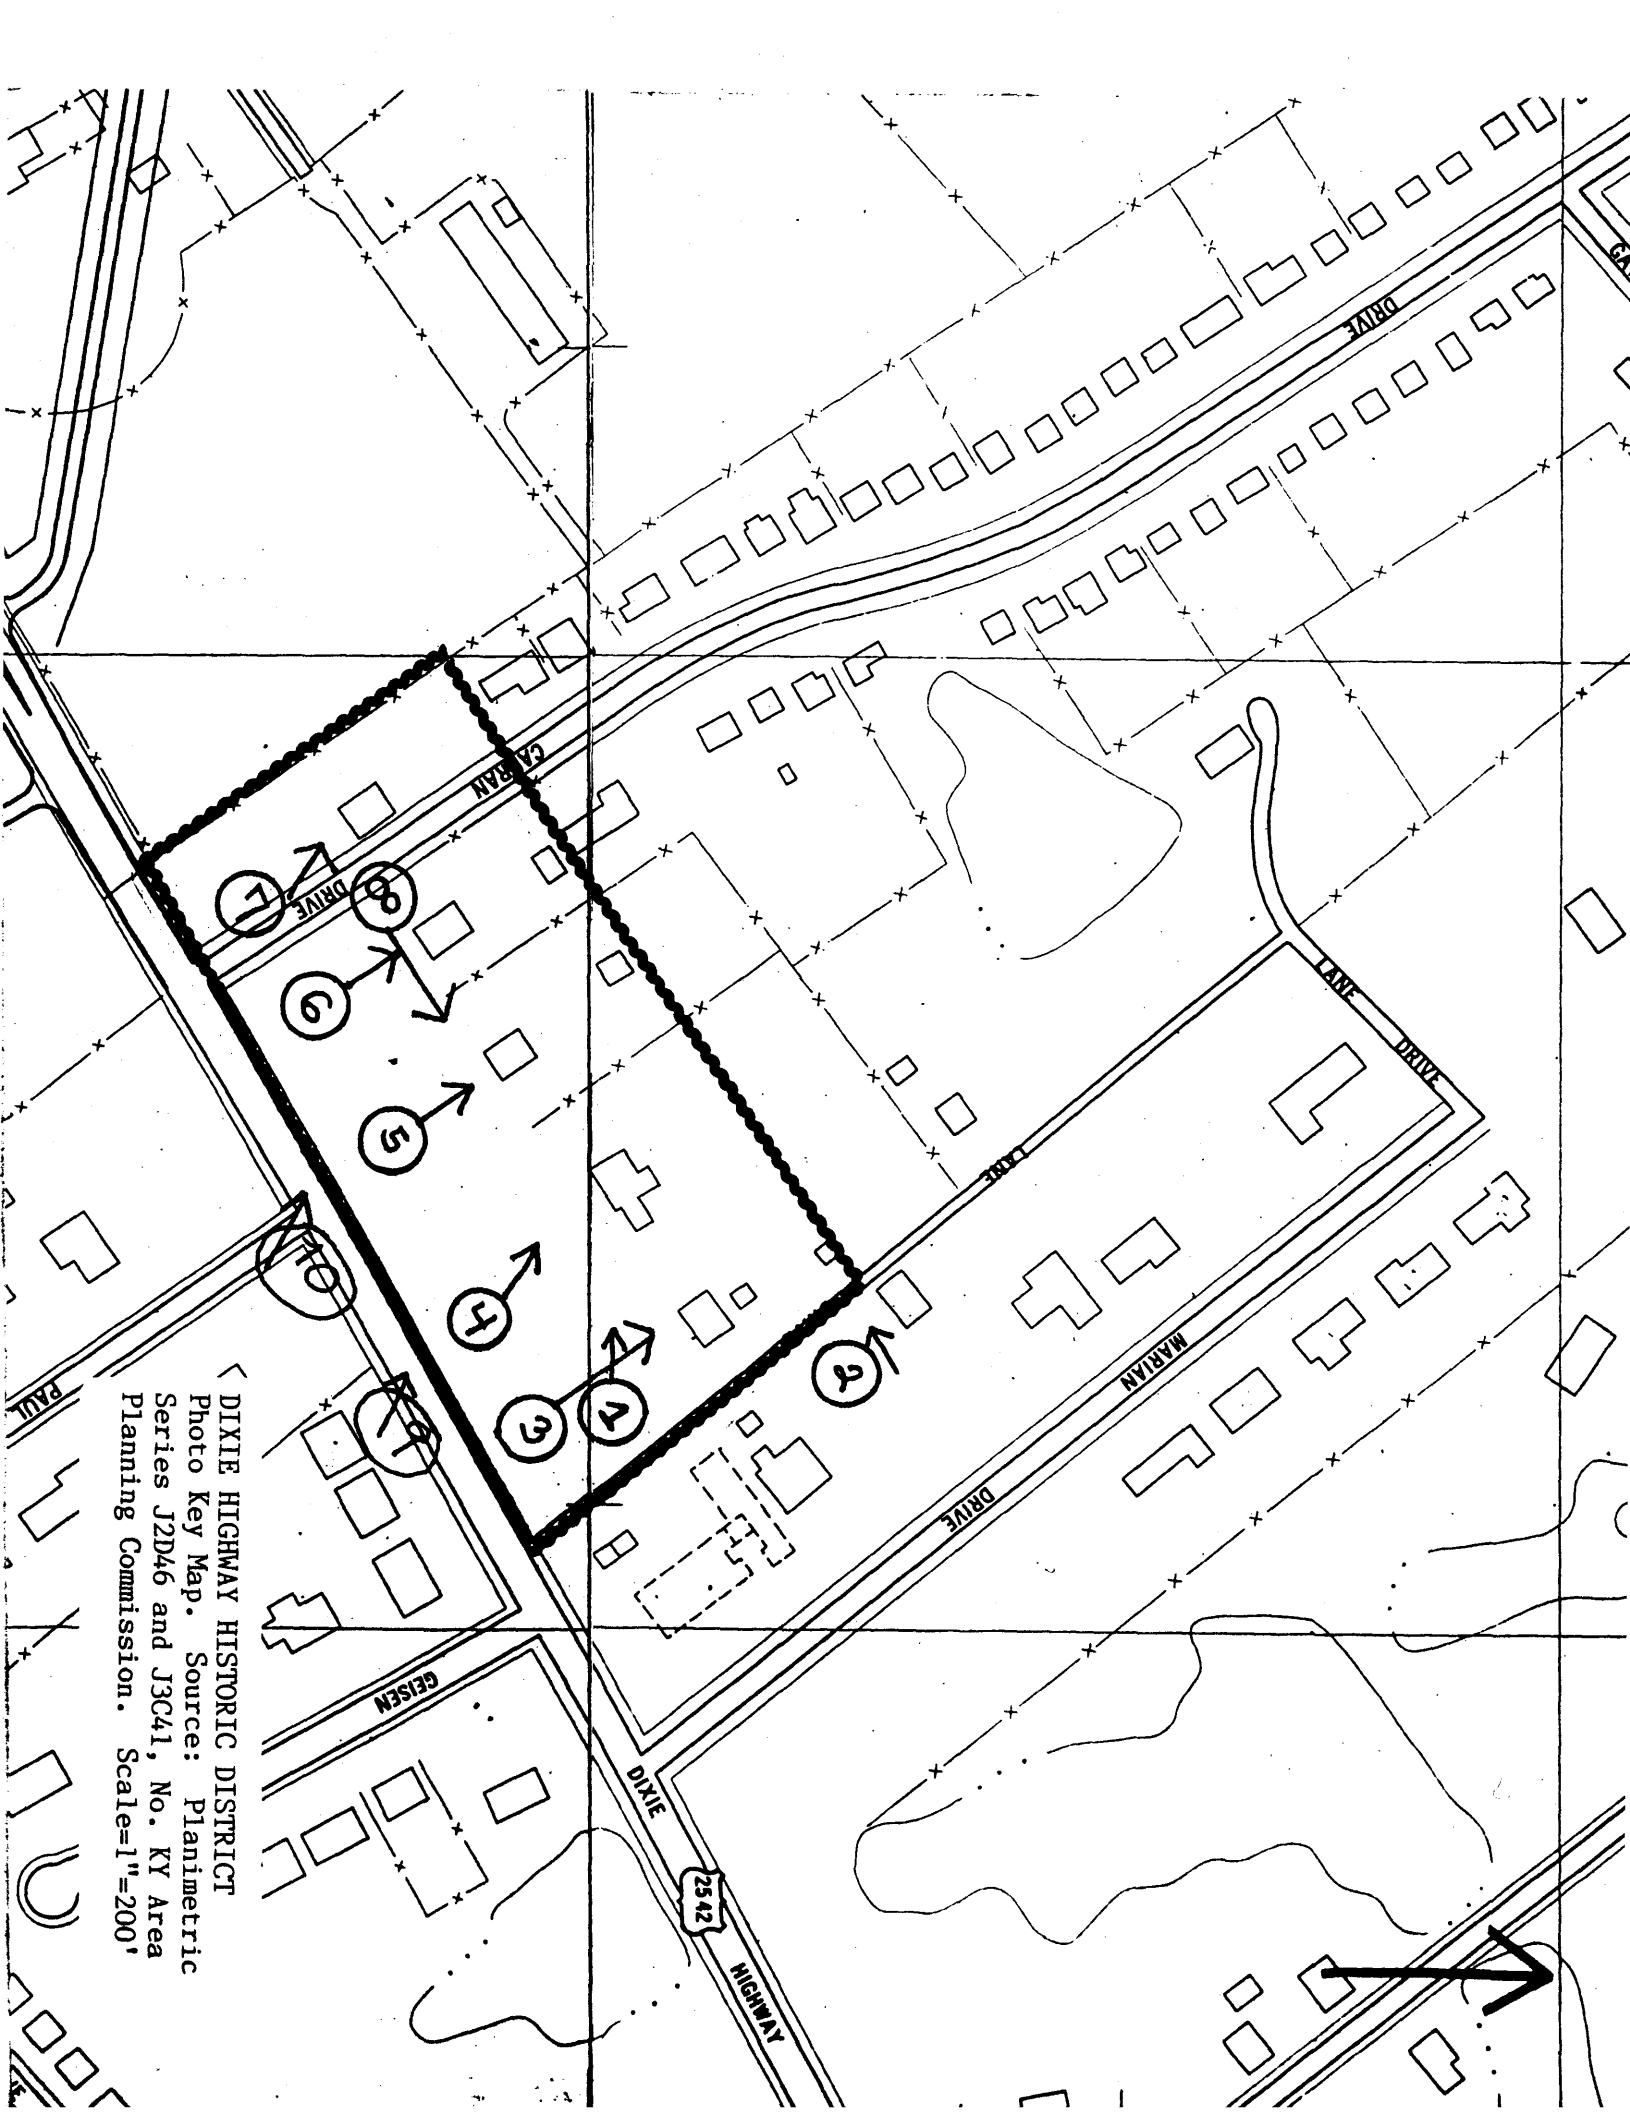 DIXIE HIGHWAY HISTORIC DISTRICT
Photo Key Map.  Source:  Planimetric
Series J2D46 and J3C41, No. KY Area
Planning Commission.  Scale=1"=200'
DRIVE
DRIVE
LANE
DRIVE
LANE
MARIAN
DRIVE
PAUL
GEISEN
DIXIE
25 42
HIGHWAY
7
8
6
5
10
4
3
1
2
9